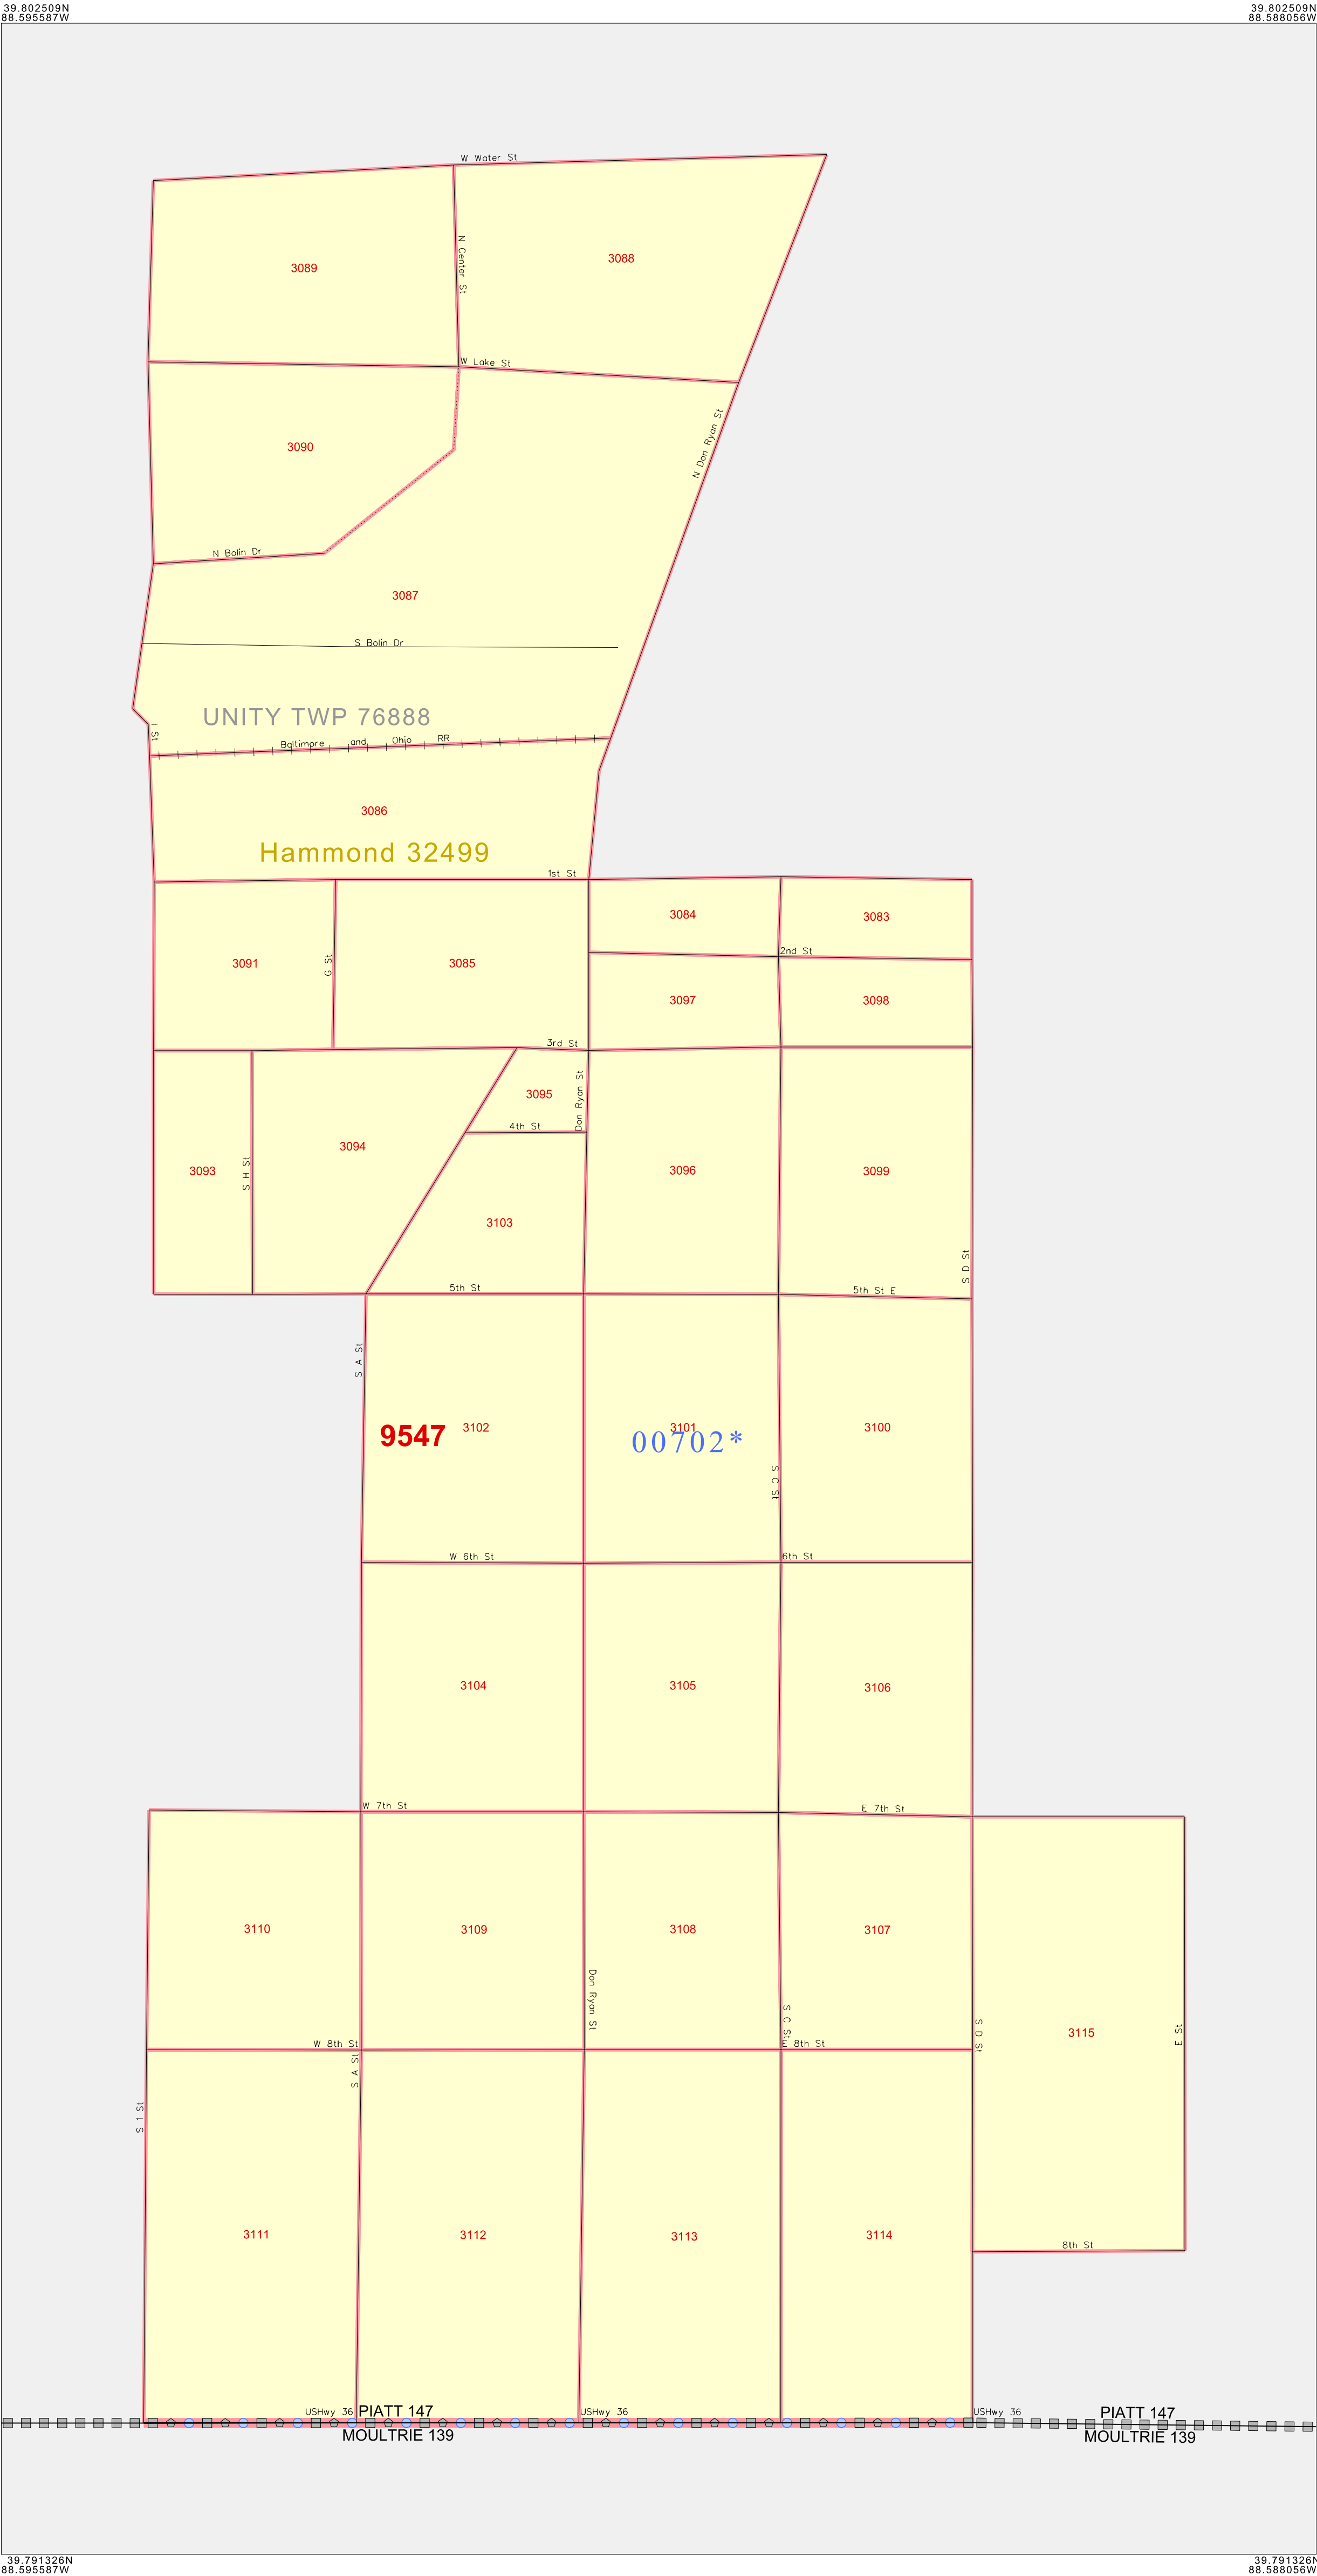 39.802509N
88.595587W
39.802509N
88.588056W
W Water St
N Center St
3088
3089
W Lake St
N Don Ryan St
3090
N Bolin Dr
3087
S Bolin Dr
UNITY TWP 76888
I St
Baltimore and Ohio RR
3086
Hammond 32499
1st St
3084
3083
2nd St
3091
G St
3085
3097
3098
3rd St
Don Ryan St
3095
4th St
3094
3093
S H St
3096
3099
3103
S D St
5th St
5th St E
S A St
9547
3102
3101
00702*
3100
S C St
W 6th St
6th St
3104
3105
3106
W 7th St
E 7th St
3110
3109
3108
3107
Don Ryan St
S C St
S D St
3115
E St
W 8th St
E 8th St
S A St
S 1 St
3111
3112
3113
3114
8th St
USHwy 36
PIATT 147
USHwy 36
USHwy 36
PIATT 147
MOULTRIE 139
MOULTRIE 139
39.791326N
88.595587W
39.791326N
88.588056W